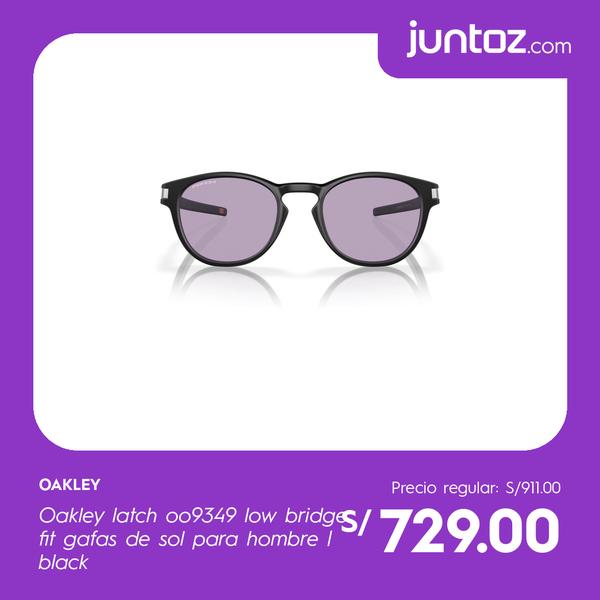 juntoz.com
OAKLEY
Oakley latch oo9349 low bridge
fit gafas de sol para hombre |
black
Precio regular: S/911.00
S/ 729.00